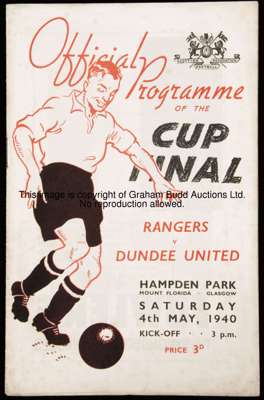 Official
Programme
OF THE
CUP
FINAL
This image is copyright of Graham Budd Auctions Ltd.
No reproduction allowed.
RANGERS
V
DUNDEE UNITED
HAMPDEN PARK
MOUNT FLORIDA · GLASGOW
SATURDAY
4th MAY, 1940
KICK-OFF · · 3 p.m.
PRICE 3D